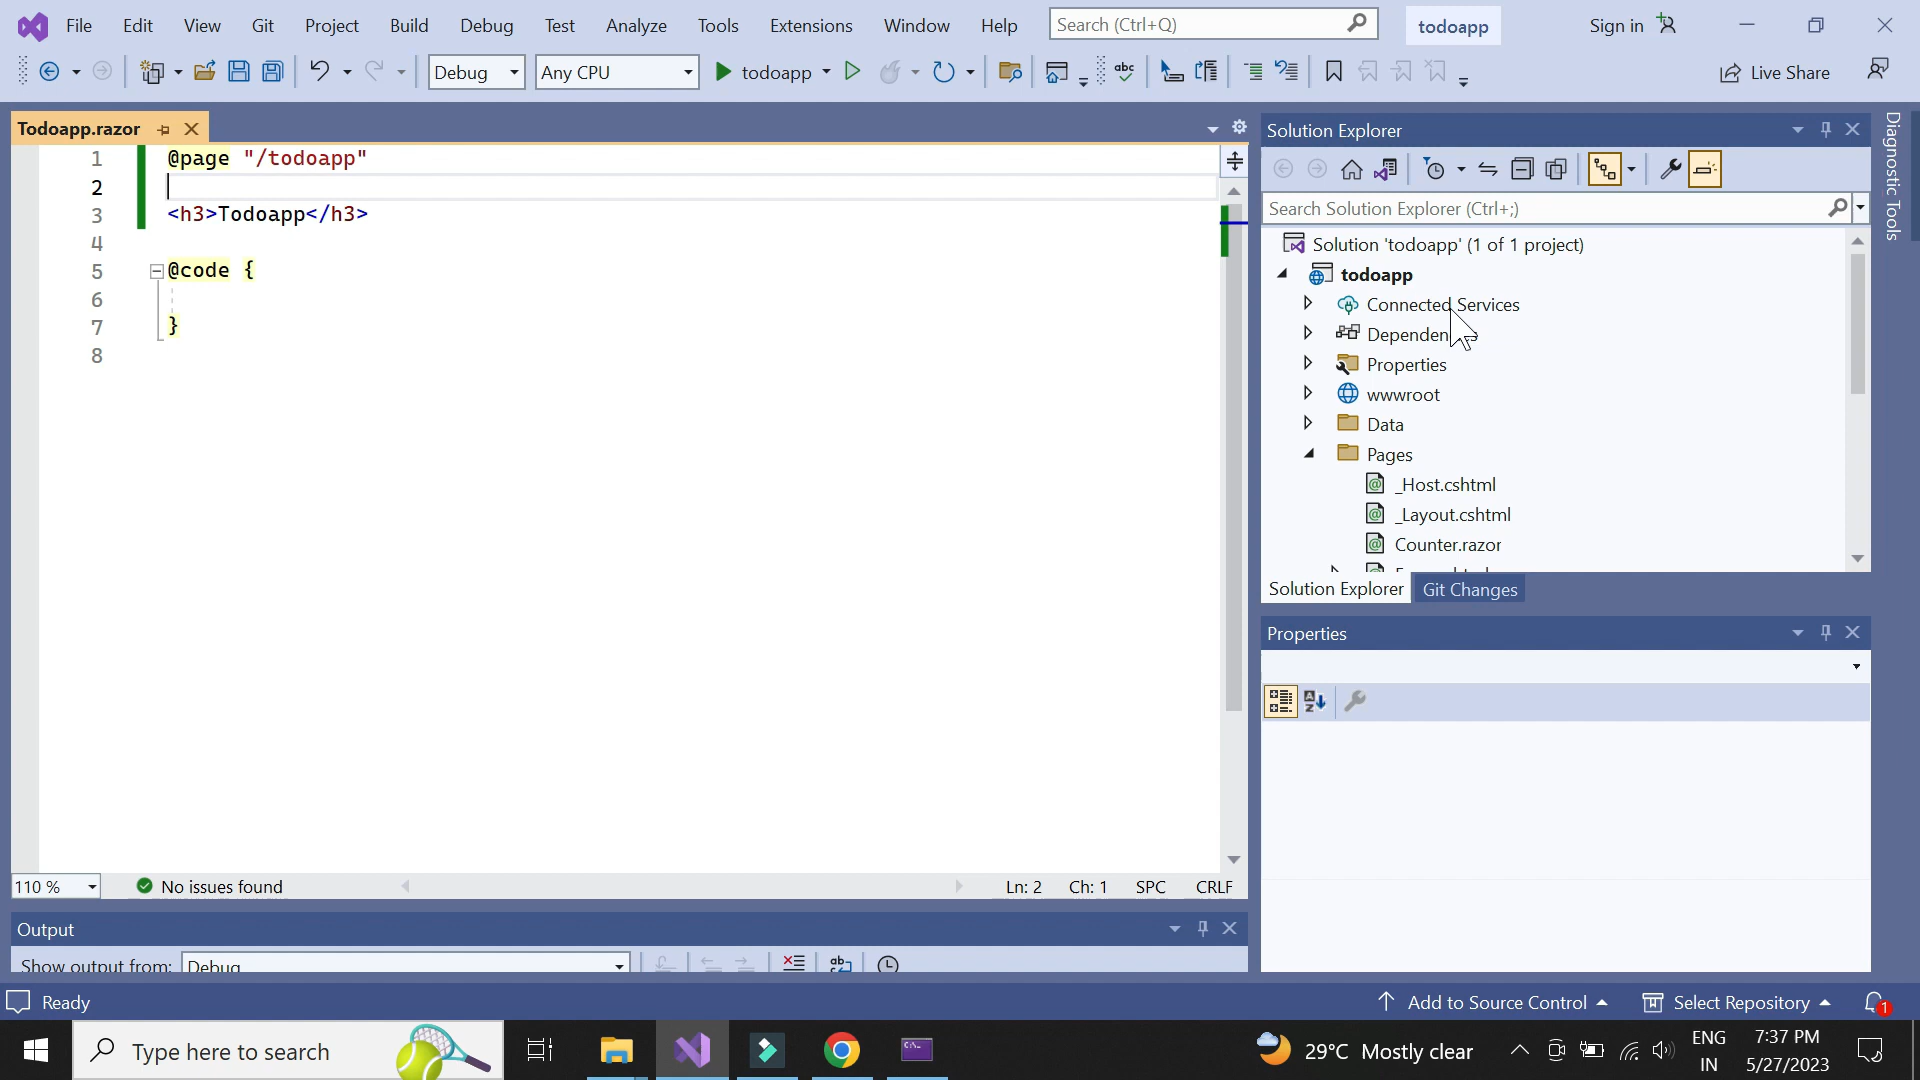 File Edit View Git Project Build Debug Test Analyze Tools Extensions Window Help Search (Ctrl+Q) todoapp Sign in
Debug Any CPU todoapp abc Live Share
Todoapp.razor
1 @page "/todoapp"
2
3 <h3>Todoapp</h3>
4
5 @code {
6
7 }
8
110 % No issues found Ln: 2 Ch: 1 SPC CRLF
Output
Show output from: Debug
Solution Explorer
Search Solution Explorer (Ctrl+;)
Solution 'todoapp' (1 of 1 project)
todoapp
Connected Services
Properties
wwwroot
Data
Pages
_Host.cshtml
_Layout.cshtml
Counter.razor
Solution Explorer Git Changes
Properties
Diagnostic Tools
Ready Add to Source Control Select Repository 1
Type here to search 29°C Mostly clear ENG 7:37 PM
IN 5/27/2023